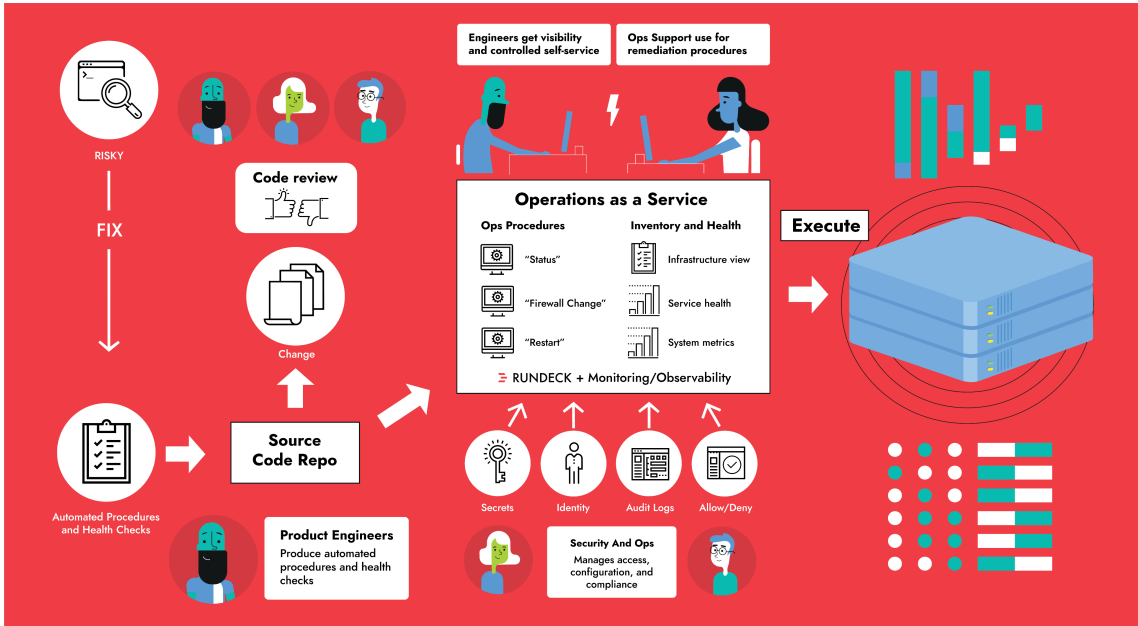 RISKY
FIX
Automated Procedures
and Health Checks
Code review
Change
Source
Code Repo
Product Engineers
Produce automated
procedures and health
checks
Engineers get visibility
and controlled self-service
Ops Support use for
remediation procedures
Operations as a Service
Ops Procedures
“Status”
“Firewall Change”
“Restart”
Inventory and Health
Infrastructure view
Service health
System metrics
RUNDECK + Monitoring/Observability
Secrets
Identity
Audit Logs
Allow/Deny
Security And Ops
Manages access,
configuration, and
compliance
Execute